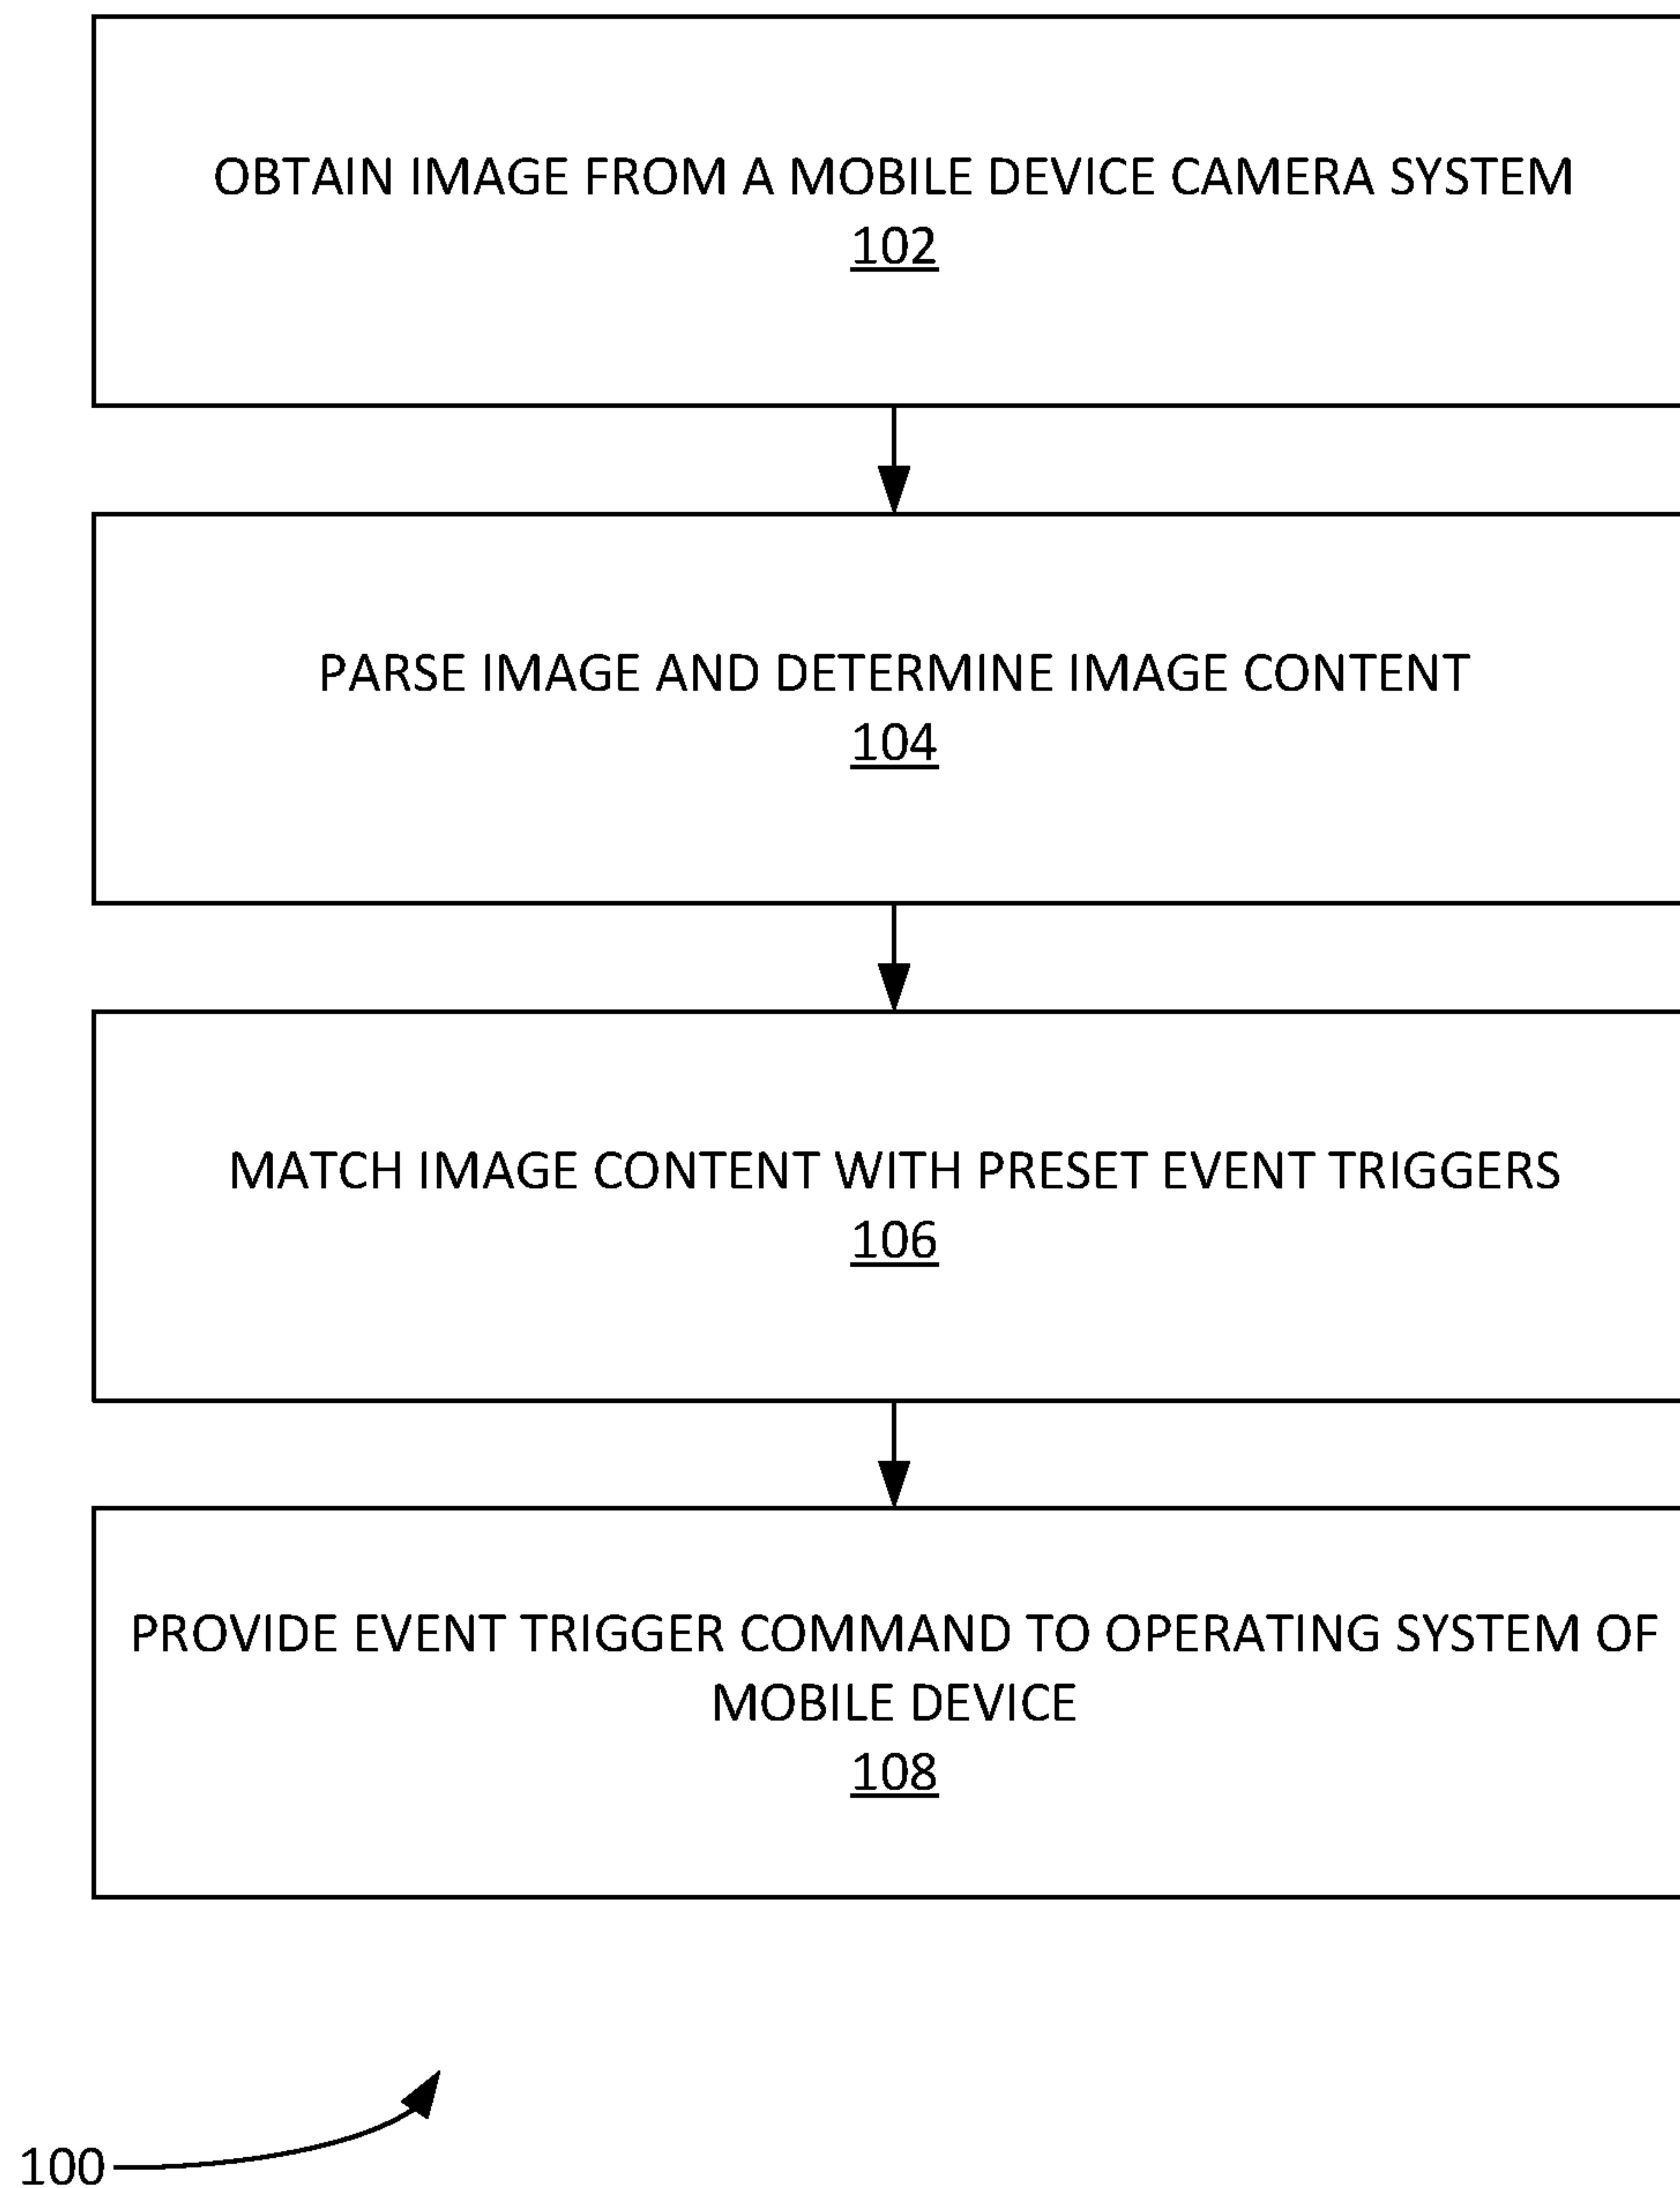 OBTAIN IMAGE FROM A MOBILE DEVICE CAMERA SYSTEM
102
PARSE IMAGE AND DETERMINE IMAGE CONTENT
104
MATCH IMAGE CONTENT WITH PRESET EVENT TRIGGERS
106
PROVIDE EVENT TRIGGER COMMAND TO OPERATING SYSTEM OF
MOBILE DEVICE
108
100